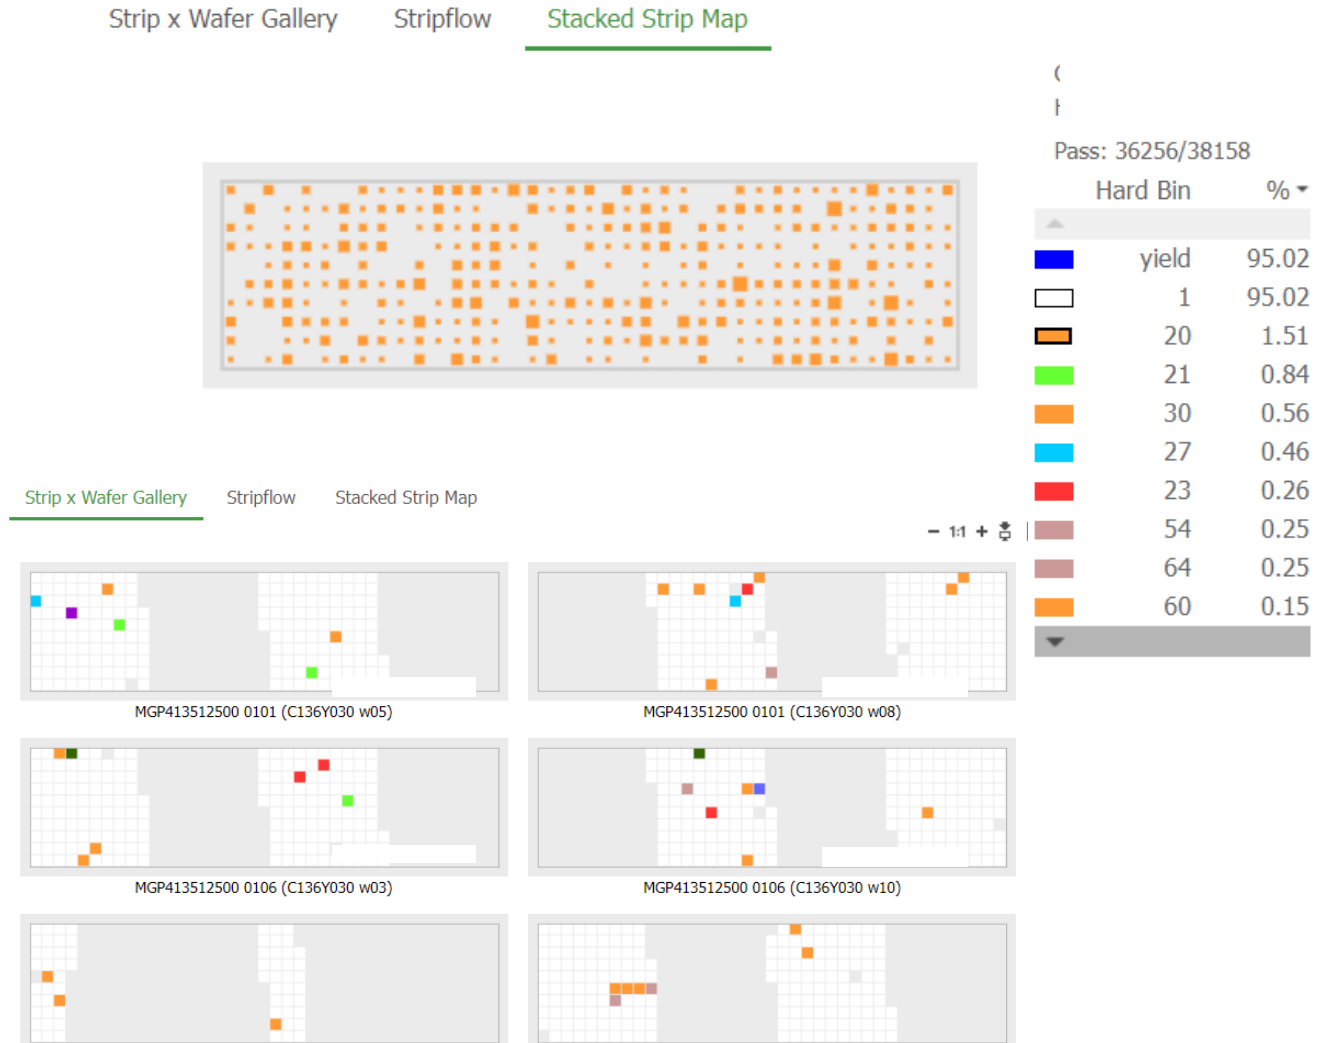 Strip x Wafer Gallery Stripflow Stacked Strip Map
Pass: 36256/38158
Hard Bin %
yield 95.02
1 95.02
20 1.51
21 0.84
30 0.56
27 0.46
23 0.26
54 0.25
64 0.25
60 0.15
Strip x Wafer Gallery Stripflow Stacked Strip Map
1:1
MGP413512500 0101 (C136Y030 w05) MGP413512500 0101 (C136Y030 w08)
MGP413512500 0106 (C136Y030 w03) MGP413512500 0106 (C136Y030 w10)